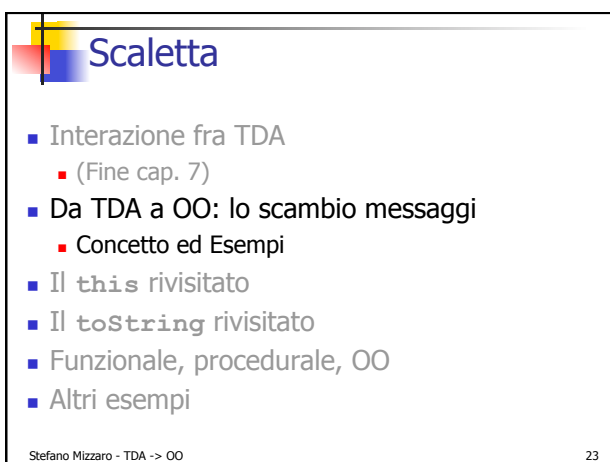 Scaletta
Interazione fra TDA
(Fine cap. 7)
Da TDA a OO: lo scambio messaggi
Concetto ed Esempi
Il this rivisitato
Il toString rivisitato
Funzionale, procedurale, OO
Altri esempi
Stefano Mizzaro - TDA -> OO 23